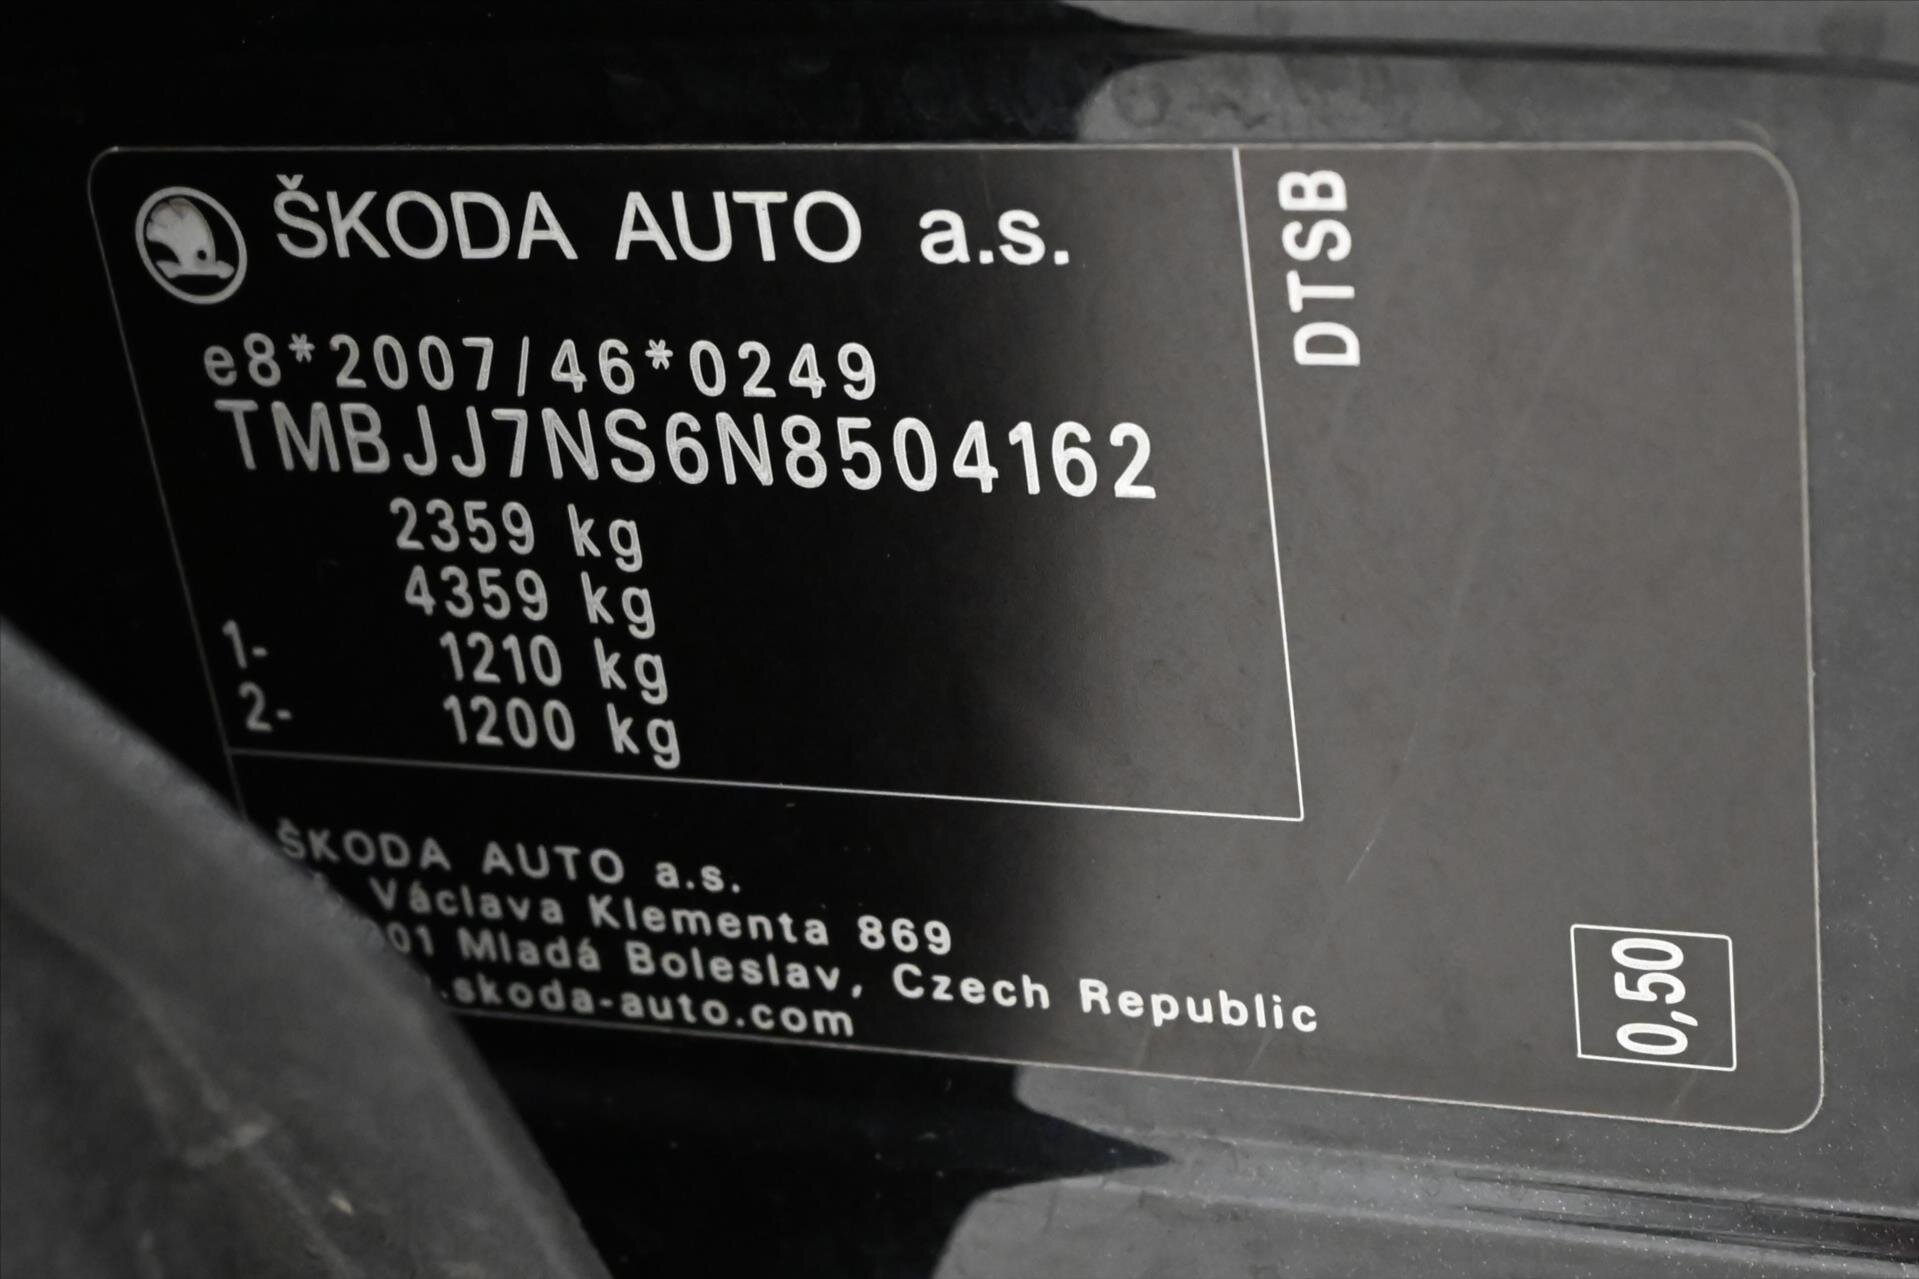 ŠKODA AUTO a.s.
e8*2007/46*0249
TMBJJ7NS6N8504162
2359 kg
4359 kg
1- 1210 kg
2- 1200 kg
DTSB
ŠKODA AUTO a.s.
Václava Klementa 869
01 Mladá Boleslav, Czech Republic
.skoda-auto.com
0,50